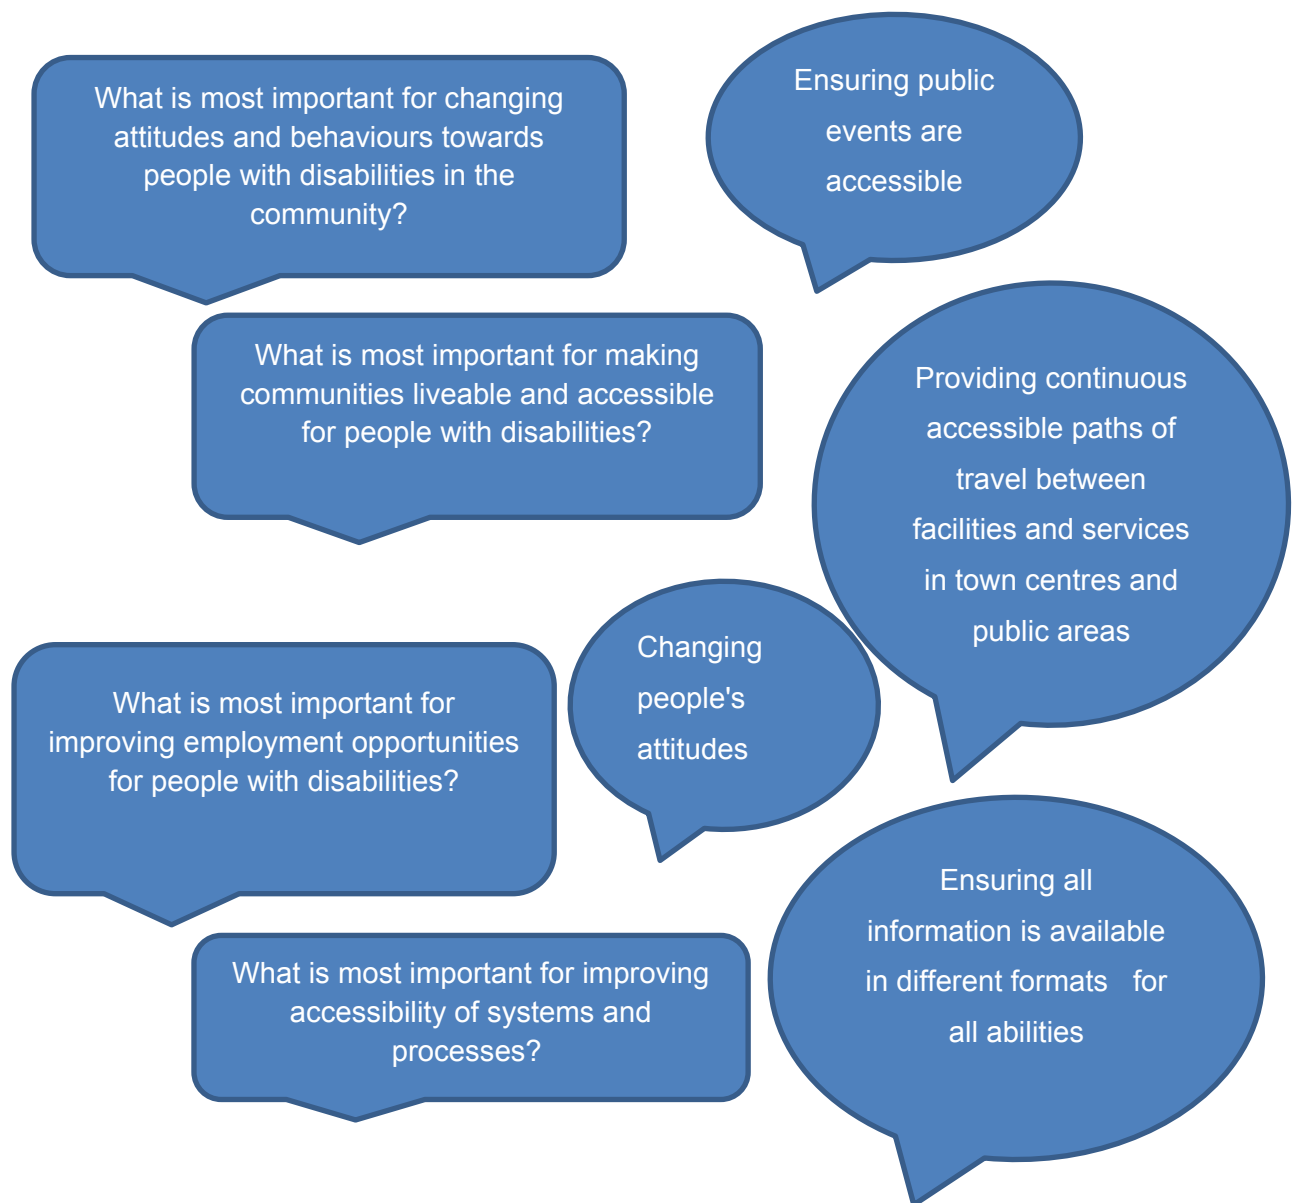 What is most important for changing
attitudes and behaviours towards
people with disabilities in the
community?
Ensuring public
events are
accessible
What is most important for making
communities liveable and accessible
for people with disabilities?
Providing continuous
accessible paths of
travel between
facilities and services
in town centres and
public areas
What is most important for
improving employment opportunities
for people with disabilities?
Changing
people's
attitudes
What is most important for improving
accessibility of systems and
processes?
Ensuring all
information is available
in different formats for
all abilities